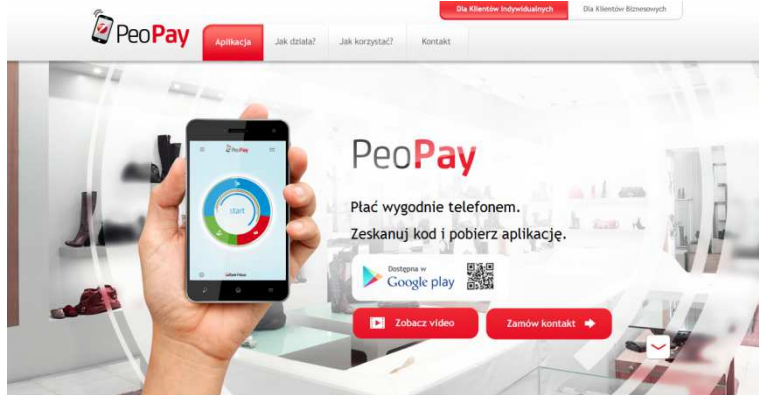 Dla Klientów Indywidualnych
Dla Klientów Biznesowych
PeoPay
Aplikacja
Jak działa?
Jak korzystać?
Kontakt
PeoPay
start
PeoPay
Płać wygodnie telefonem.
Zeskanuj kod i pobierz aplikację.
Dostępna w
Google play
Zobacz video
Zamów kontakt